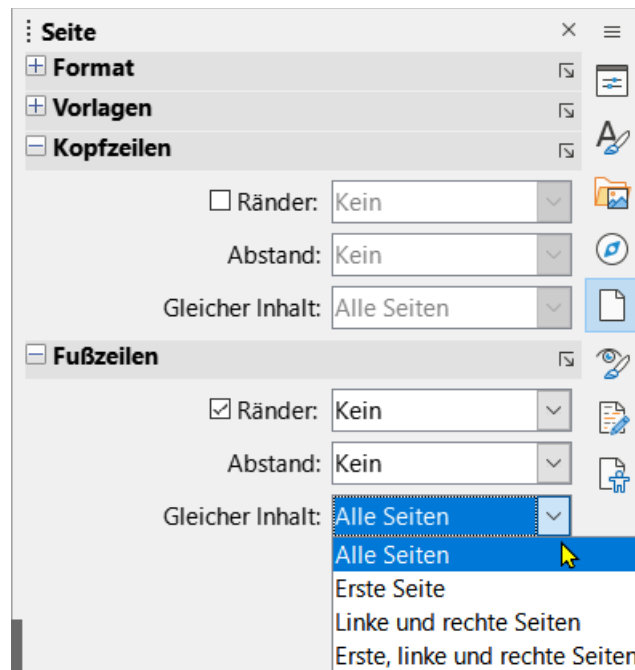 Seite
Format
Vorlagen
Kopfzeilen
Ränder: Kein
Abstand: Kein
Gleicher Inhalt: Alle Seiten
Fußzeilen
Ränder: Kein
Abstand: Kein
Gleicher Inhalt: Alle Seiten
Alle Seiten
Erste Seite
Linke und rechte Seiten
Erste, linke und rechte Seiten